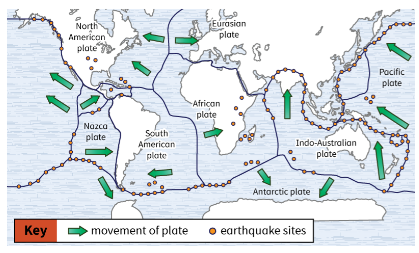 North
American
plate
Eurasian
plate
Pacific
plate
African
plate
Nazca
plate
South
American
plate
Indo-Australian
plate
Antarctic plate
Key
movement of plate
earthquake sites